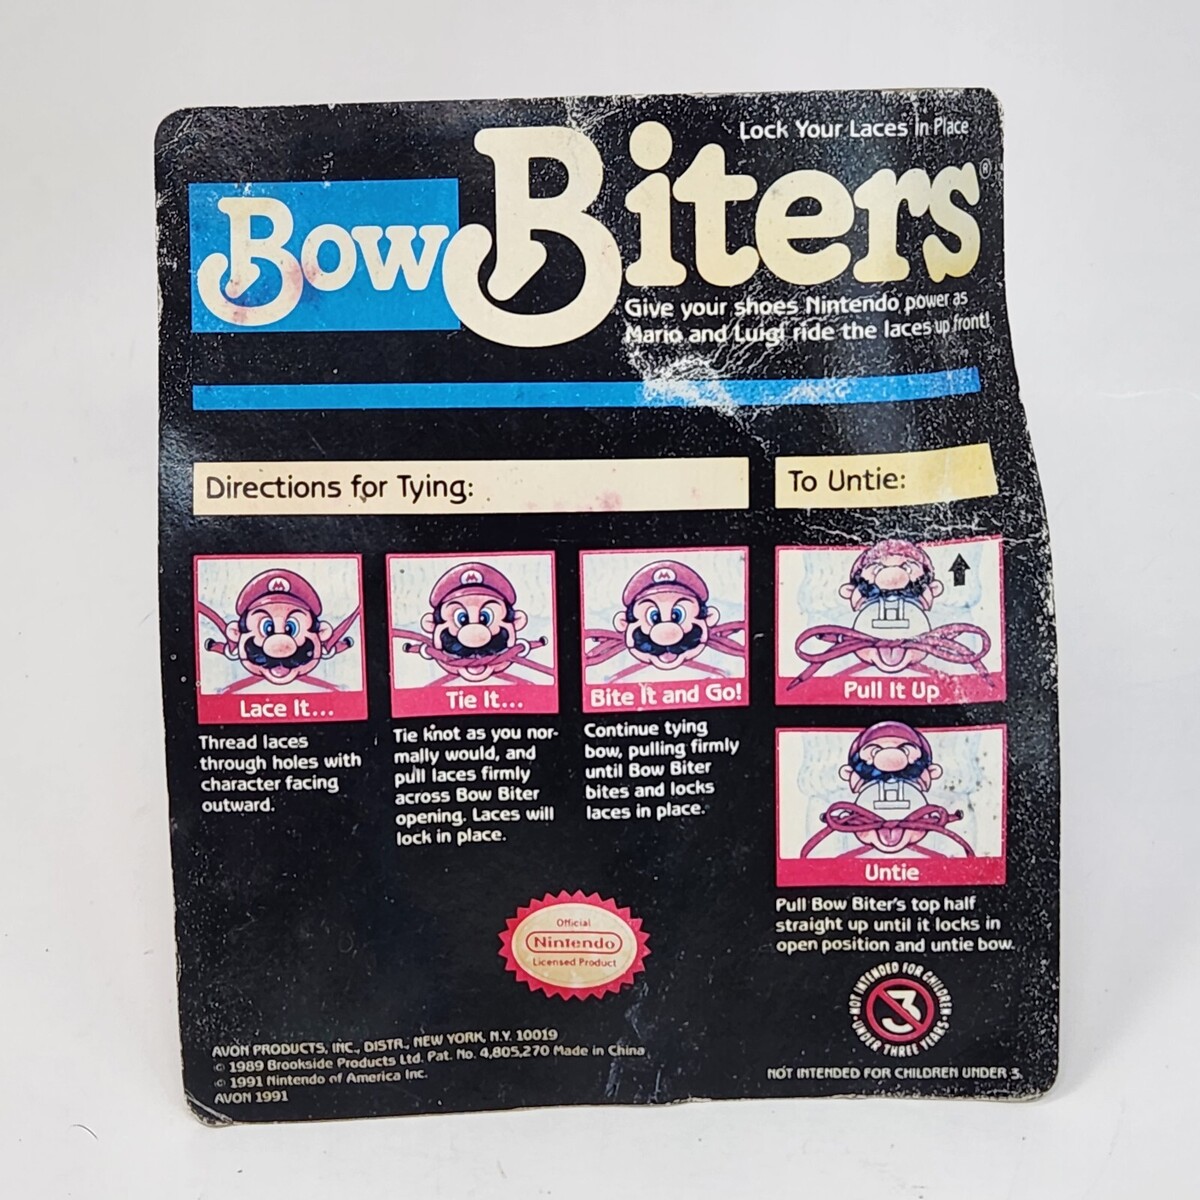 Lock Your Laces In Place
Bow Biters®
Give your shoes Nintendo power as
Mario and Luigi ride the laces up front!
Directions for Tying:
To Untie:
M
Lace It...
Thread laces
through holes with
character facing
outward.
M
Tie It...
Tie knot as you nor-
mally would, and
pull laces firmly
across Bow Biter
opening. Laces will
lock in place.
M
Bite It and Go!
Continue tying
bow, pulling firmly
until Bow Biter
bites and locks
laces in place.
Pull It Up
Untie
Pull Bow Biter's top half
straight up until it locks in
open position and untie bow.
Official
Nintendo
Licensed Product
NOT INTENDED FOR CHILDREN
UNDER THREE YEARS
3
NOT INTENDED FOR CHILDREN UNDER 3.
AVON PRODUCTS, INC., DISTR., NEW YORK, N.Y. 10019
© 1989 Brookside Products Ltd. Pat. No. 4,805,270 Made in China
© 1991 Nintendo of America Inc.
AVON 1991